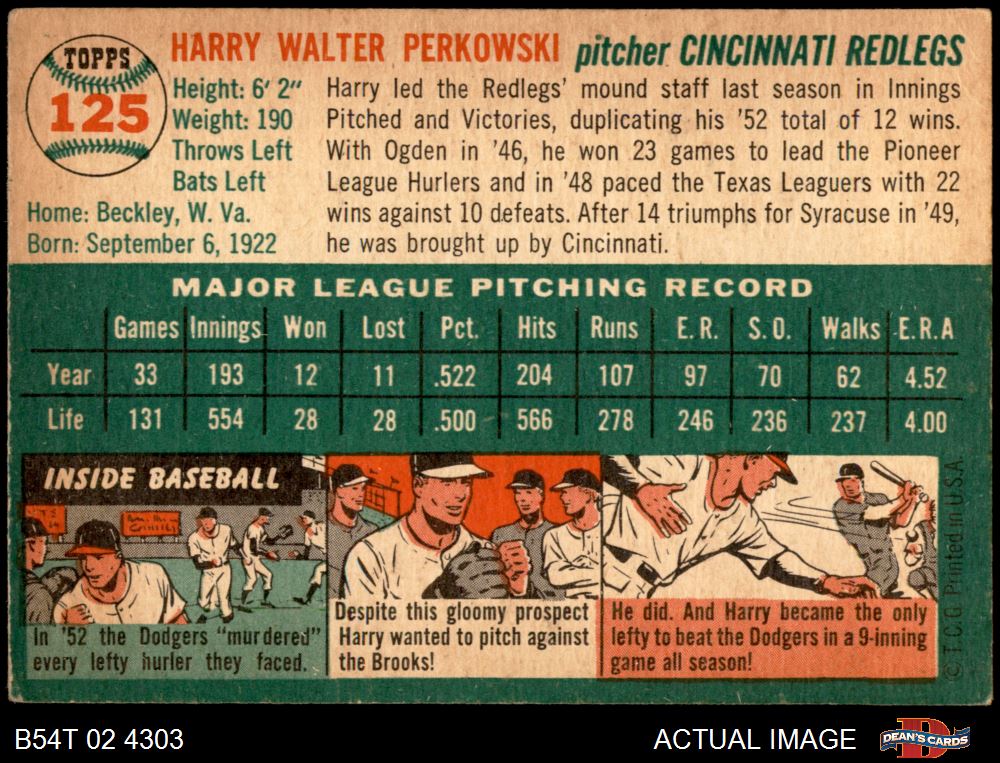 TOPPS
125
HARRY WALTER PERKOWSKI pitcher CINCINNATI REDLEGS
Height: 6' 2"
Weight: 190
Throws Left
Bats Left
Home: Beckley, W. Va.
Born: September 6, 1922
Harry led the Redlegs' mound staff last season in Innings
Pitched and Victories, duplicating his '52 total of 12 wins.
With Ogden in '46, he won 23 games to lead the Pioneer
League Hurlers and in '48 paced the Texas Leaguers with 22
wins against 10 defeats. After 14 triumphs for Syracuse in '49,
he was brought up by Cincinnati.
MAJOR LEAGUE PITCHING RECORD
Games Innings Won Lost Pct. Hits Runs E.R. S.O. Walks E.R.A
Year 33 193 12 11 .522 204 107 97 70 62 4.52
Life 131 554 28 28 .500 566 278 246 236 237 4.00
INSIDE BASEBALL
In '52 the Dodgers "murdered"
every lefty hurler they faced.
Despite this gloomy prospect
Harry wanted to pitch against
the Brooks!
He did. And Harry became the only
lefty to beat the Dodgers in a 9-inning
game all season!
© T.C.G. Printed in U.S.A.
B54T 02 4303
ACTUAL IMAGE
DEAN'S CARDS